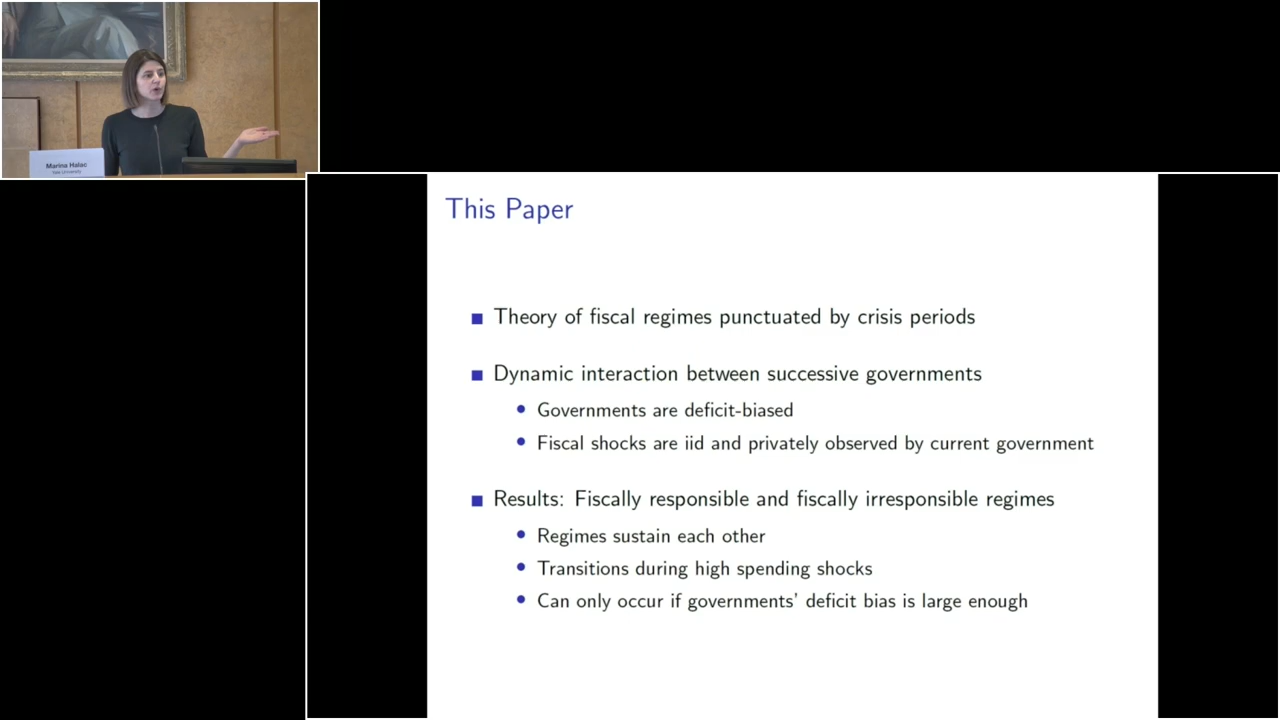 Marina Halac
Yale University
This Paper
Theory of fiscal regimes punctuated by crisis periods
Dynamic interaction between successive governments
Governments are deficit-biased
Fiscal shocks are iid and privately observed by current government
Results: Fiscally responsible and fiscally irresponsible regimes
Regimes sustain each other
Transitions during high spending shocks
Can only occur if governments' deficit bias is large enough